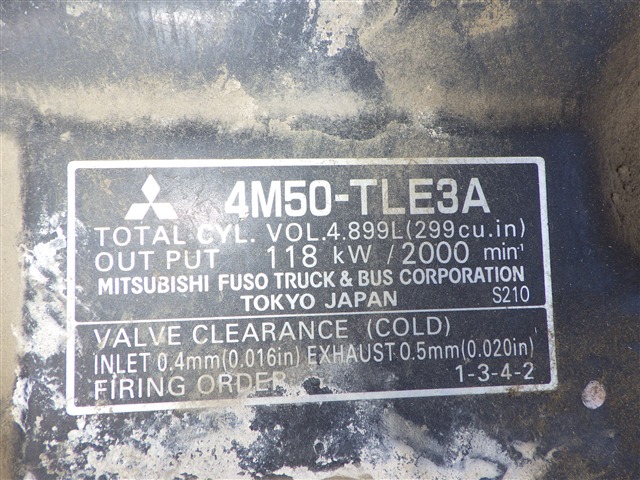 4M50-TLE3A
TOTAL CYL. VOL.4.899L(299cu.in)
OUT PUT 118 kW / 2000 min⁻¹
MITSUBISHI FUSO TRUCK & BUS CORPORATION
TOKYO JAPAN S210
VALVE CLEARANCE (COLD)
INLET 0.4mm(0.016in) EXHAUST 0.5mm(0.020in)
FIRING ORDER 1-3-4-2